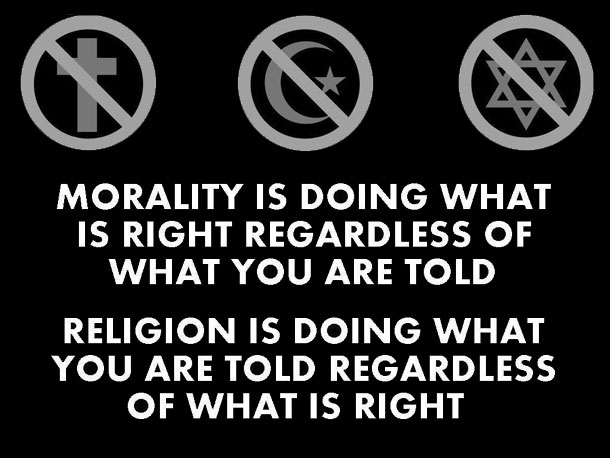 MORALITY IS DOING WHAT
IS RIGHT REGARDLESS OF
WHAT YOU ARE TOLD
RELIGION IS DOING WHAT
YOU ARE TOLD REGARDLESS
OF WHAT IS RIGHT